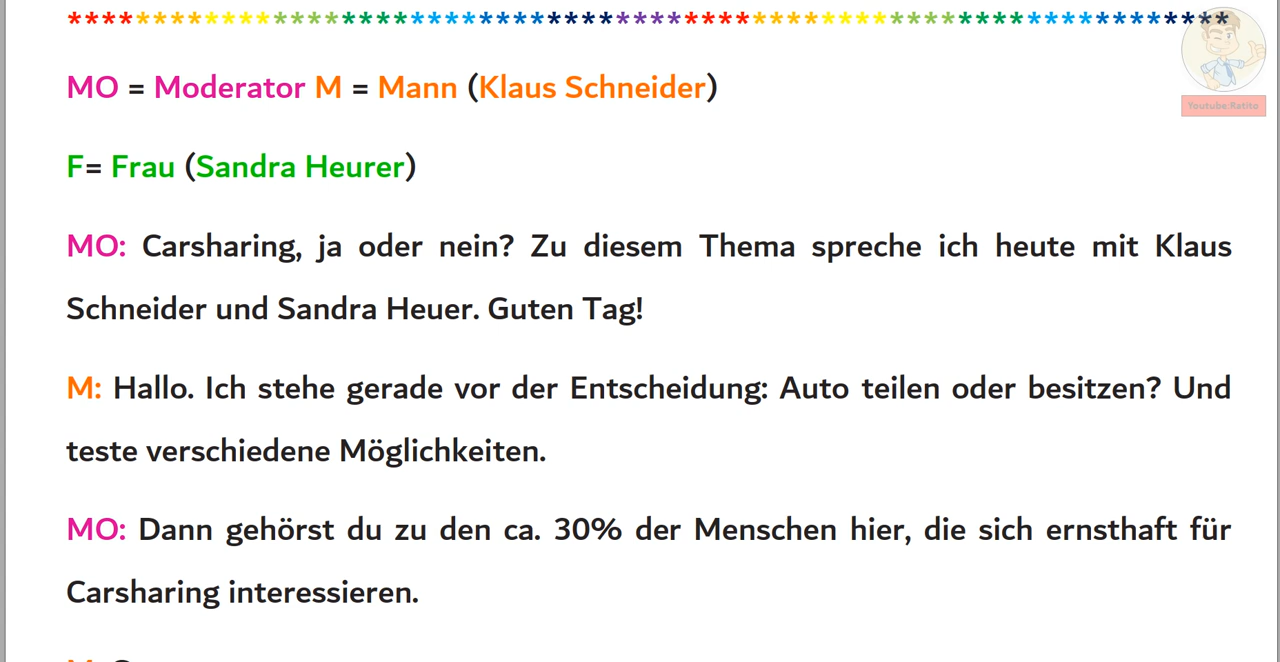 ************************************************************************************
MO = Moderator M = Mann (Klaus Schneider)
F= Frau (Sandra Heurer)
MO: Carsharing, ja oder nein? Zu diesem Thema spreche ich heute mit Klaus
Schneider und Sandra Heuer. Guten Tag!
M: Hallo. Ich stehe gerade vor der Entscheidung: Auto teilen oder besitzen? Und
teste verschiedene Möglichkeiten.
MO: Dann gehörst du zu den ca. 30% der Menschen hier, die sich ernsthaft für
Carsharing interessieren.
Youtube:Ratito